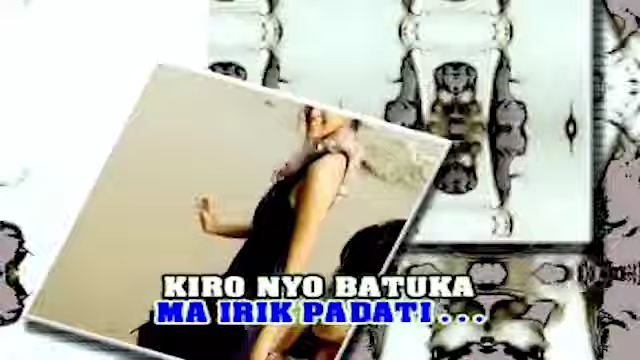 KIRO NYO BATUKA
MA IRIK PADATI . . .